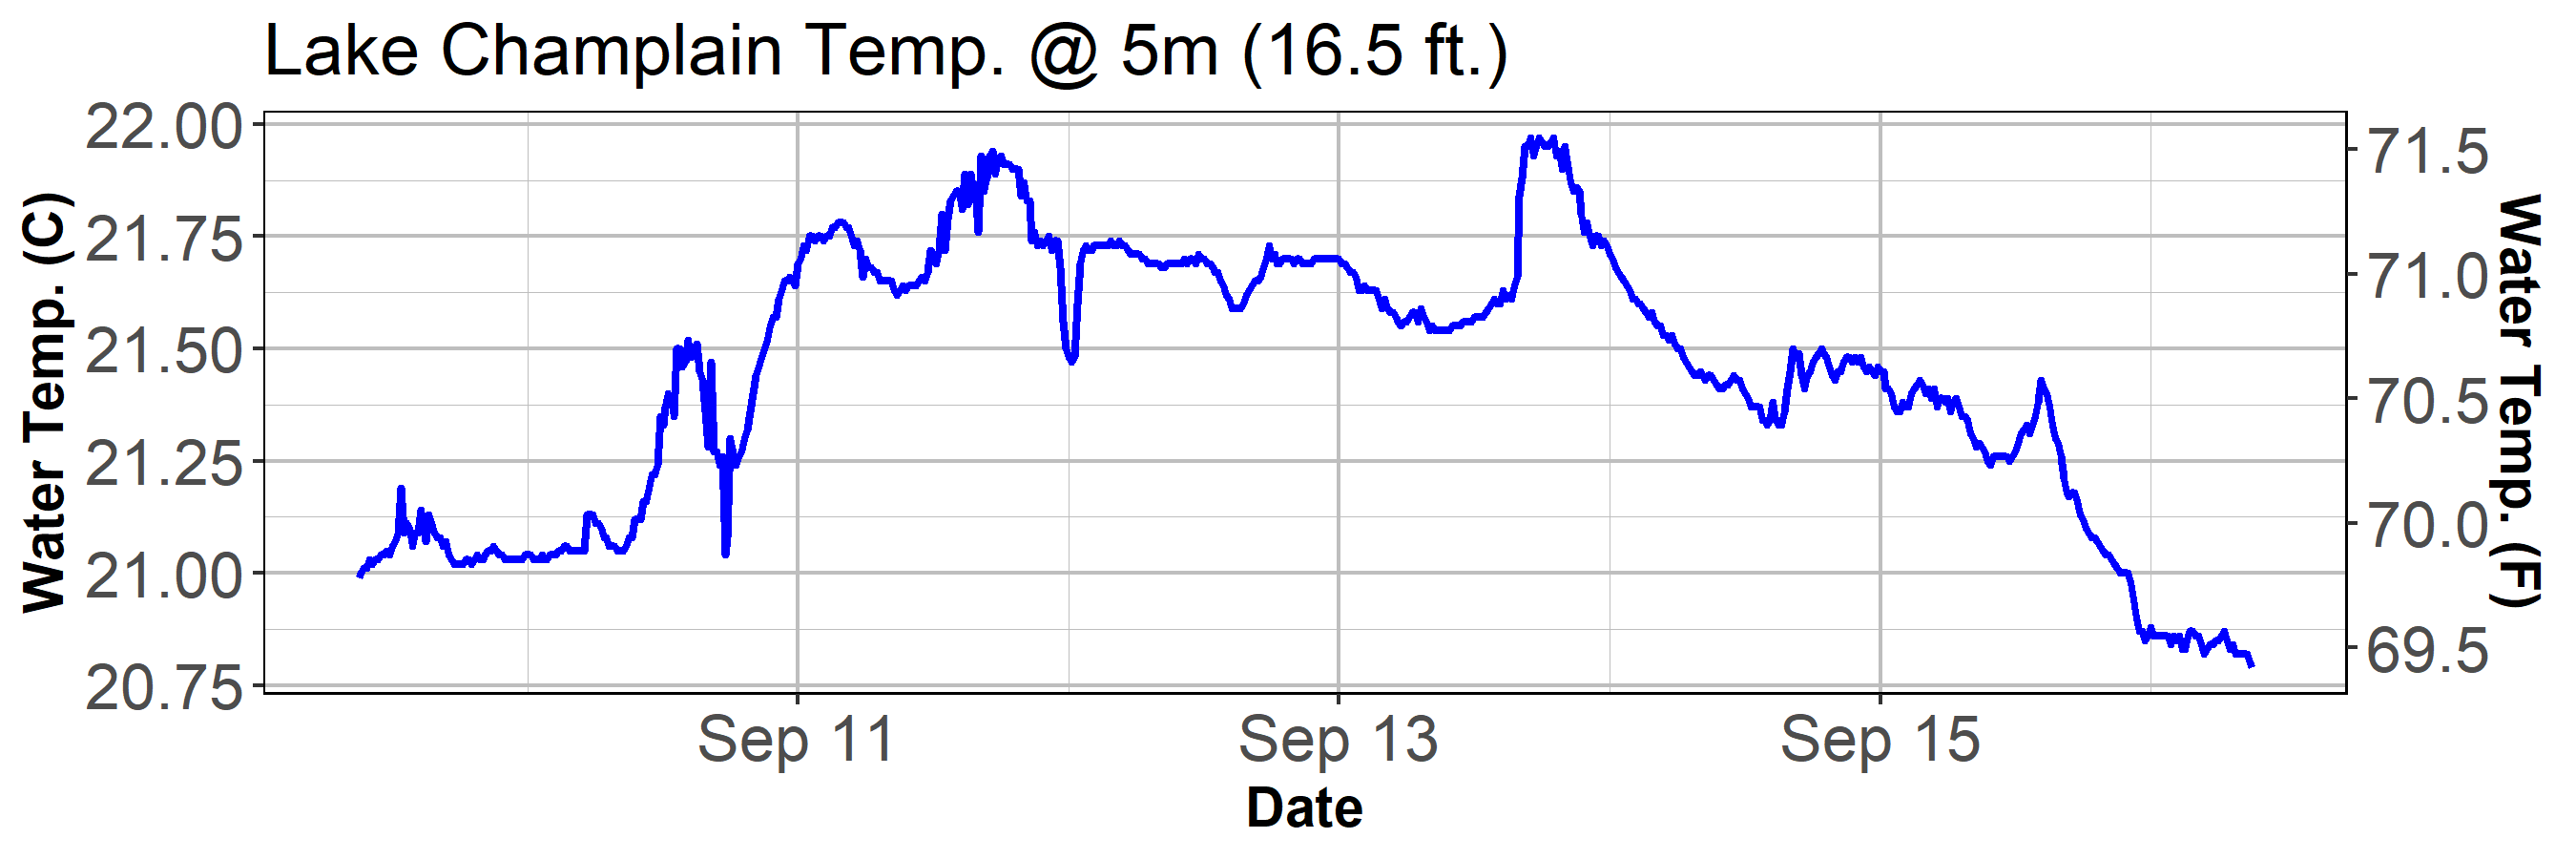 Lake Champlain Temp. @ 5m (16.5 ft.)
Water Temp. (C)
22.00
21.75
21.50
21.25
21.00
20.75
71.5
71.0
70.5
70.0
69.5
Water Temp. (F)
Sep 11
Sep 13
Sep 15
Date